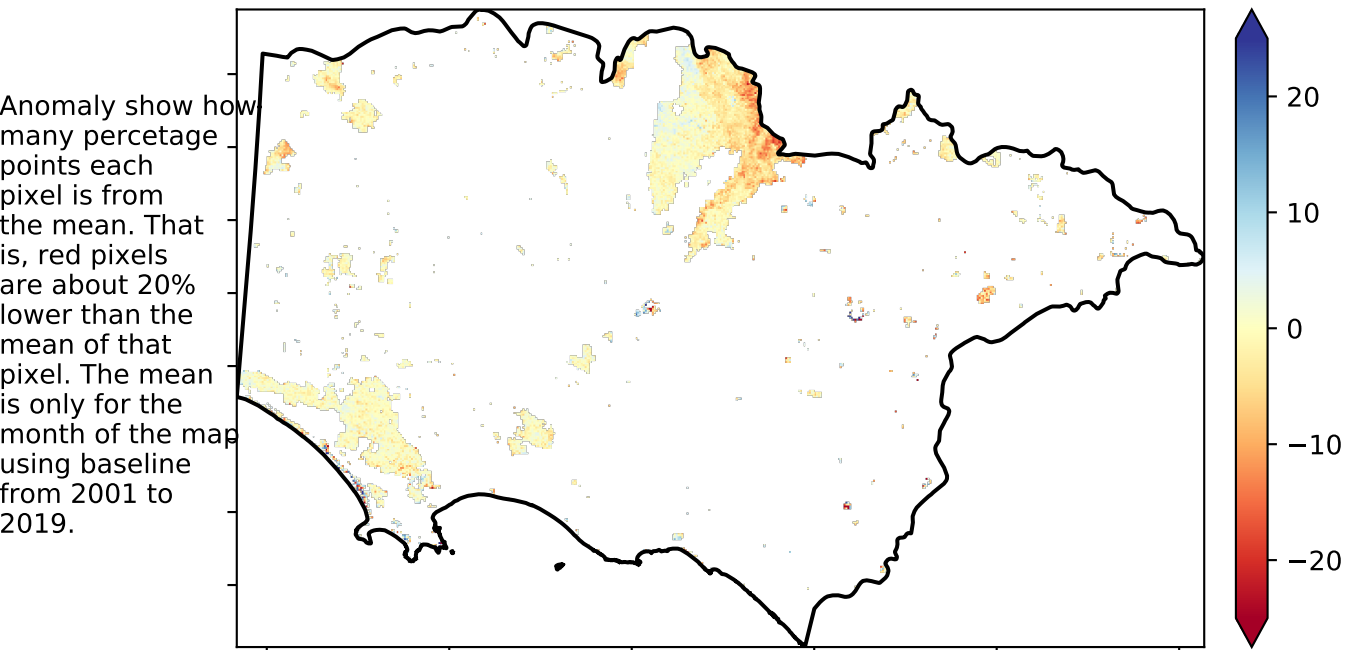 Anomaly show how
many percetage
points each
pixel is from
the mean. That
is, red pixels
are about 20%
lower than the
mean of that
pixel. The mean
is only for the
month of the map
using baseline
from 2001 to
2019.
20
10
0
−10
−20